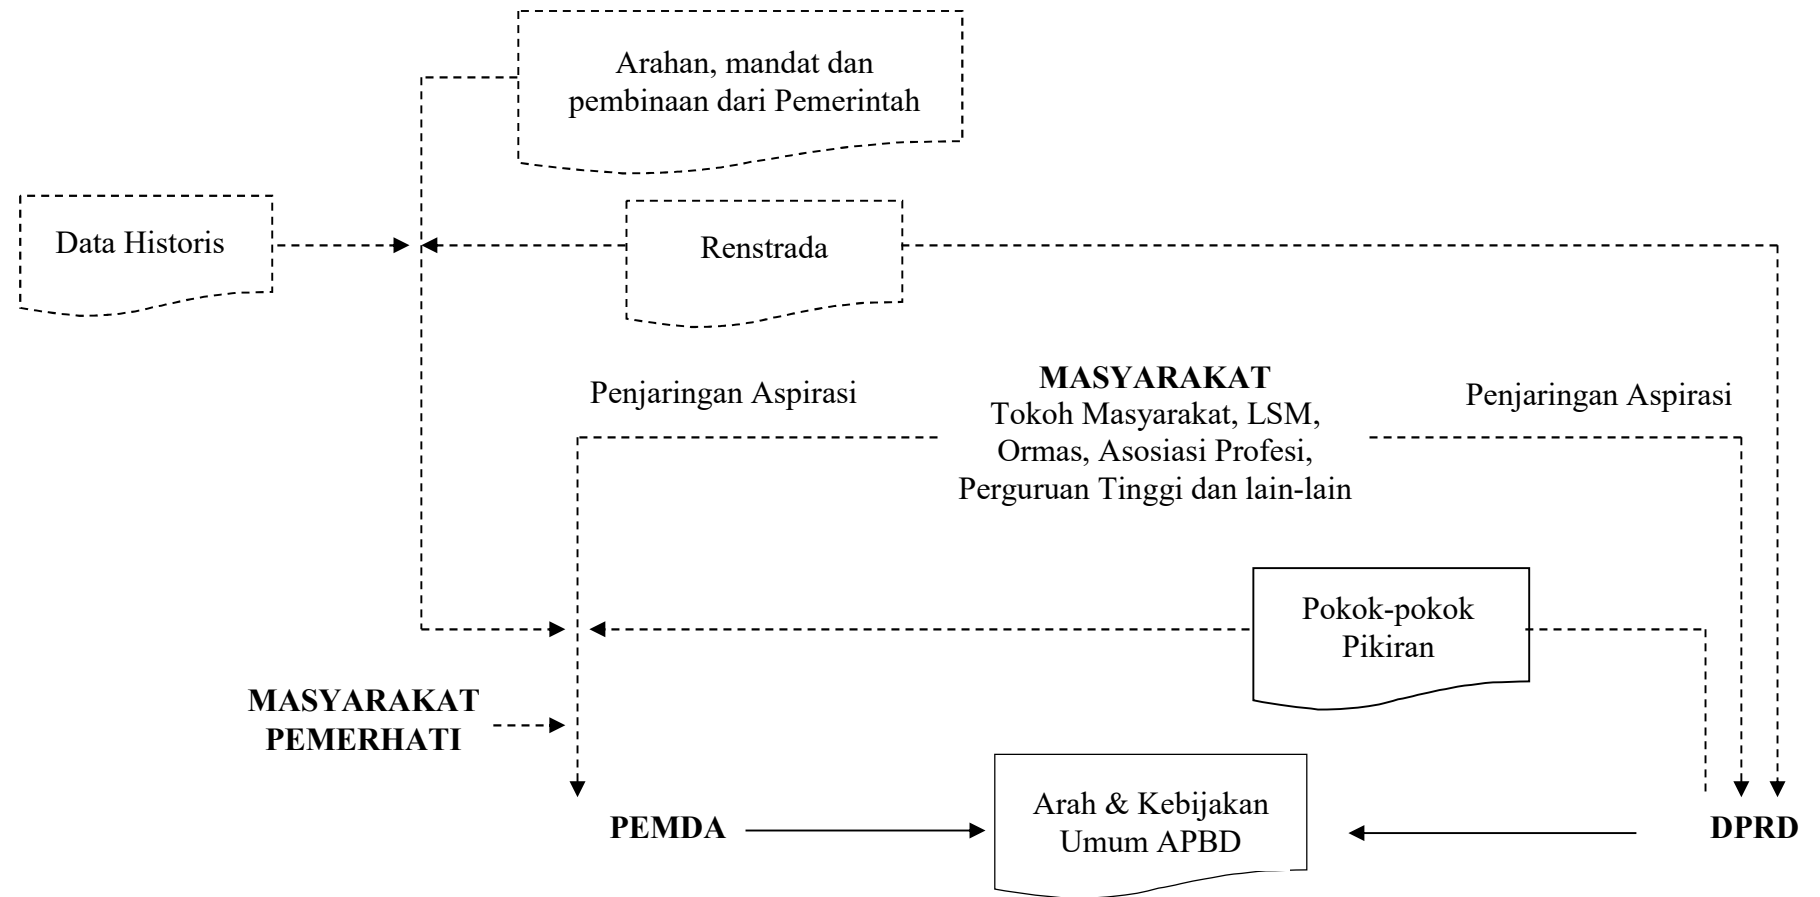 Arahan, mandat dan
pembinaan dari Pemerintah
Data Historis
Renstrada
Penjaringan Aspirasi
MASYARAKAT
Tokoh Masyarakat, LSM,
Ormas, Asosiasi Profesi,
Perguruan Tinggi dan lain-lain
Penjaringan Aspirasi
Pokok-pokok
Pikiran
MASYARAKAT
PEMERHATI
PEMDA
Arah & Kebijakan
Umum APBD
DPRD